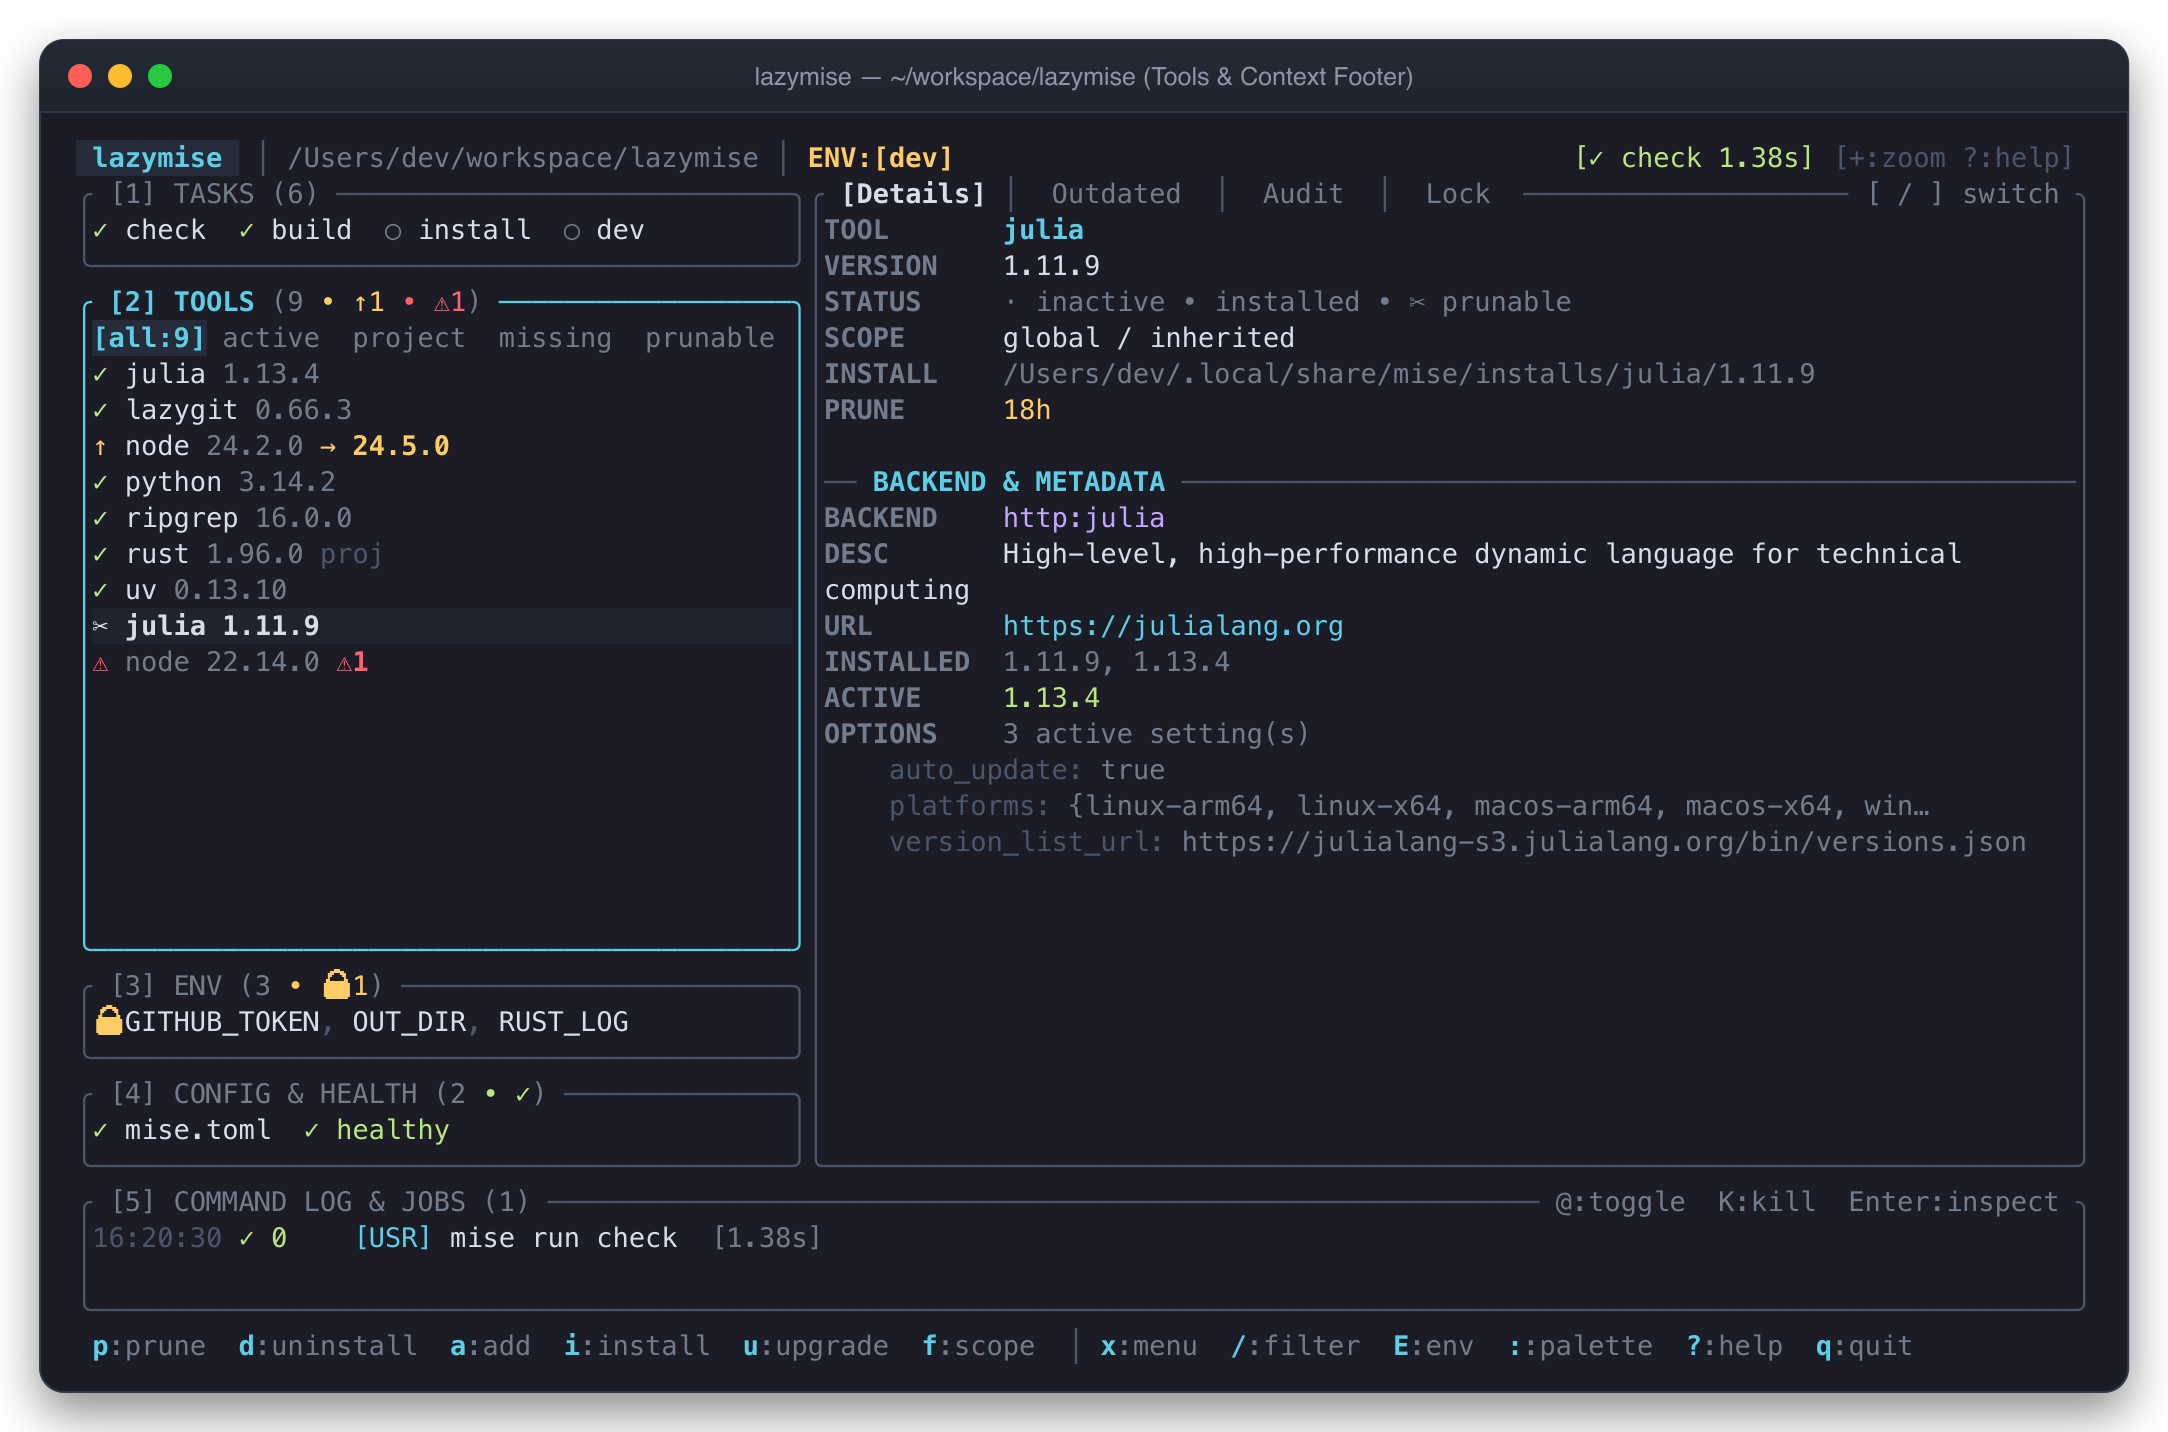 lazymise — ~/workspace/lazymise (Tools & Context Footer)
lazymise │ /Users/dev/workspace/lazymise │ ENV:[dev] [✓ check 1.38s] [+:zoom ?:help]
[1] TASKS (6)
✓ check ✓ build ○ install ○ dev
[2] TOOLS (9 • ↑1 • ⚠1)
[all:9] active project missing prunable
✓ julia 1.13.4
✓ lazygit 0.66.3
↑ node 24.2.0 → 24.5.0
✓ python 3.14.2
✓ ripgrep 16.0.0
✓ rust 1.96.0 proj
✓ uv 0.13.10
✂ julia 1.11.9
⚠ node 22.14.0 ⚠1
[3] ENV (3 • 🔒1)
🔒GITHUB_TOKEN, OUT_DIR, RUST_LOG
[4] CONFIG & HEALTH (2 • ✓)
✓ mise.toml ✓ healthy
[Details] │ Outdated │ Audit │ Lock [ / ] switch
TOOL julia
VERSION 1.11.9
STATUS · inactive • installed • ✂ prunable
SCOPE global / inherited
INSTALL /Users/dev/.local/share/mise/installs/julia/1.11.9
PRUNE 18h
BACKEND & METADATA
BACKEND http:julia
DESC High-level, high-performance dynamic language for technical
computing
URL https://julialang.org
INSTALLED 1.11.9, 1.13.4
ACTIVE 1.13.4
OPTIONS 3 active setting(s)
auto_update: true
platforms: {linux-arm64, linux-x64, macos-arm64, macos-x64, win…
version_list_url: https://julialang-s3.julialang.org/bin/versions.json
[5] COMMAND LOG & JOBS (1) @:toggle K:kill Enter:inspect
16:20:30 ✓ 0 [USR] mise run check [1.38s]
p:prune d:uninstall a:add i:install u:upgrade f:scope │ x:menu /:filter E:env ::palette ?:help q:quit